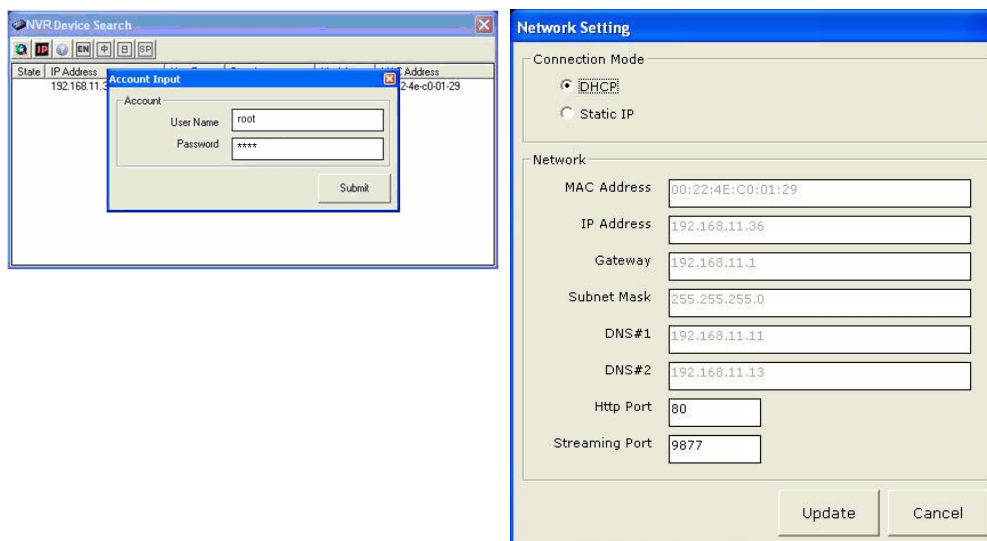 NVR Device Search
IP EN 中 日 SP
State IP Address Address
192.168.11.3 2-4e-c0-01-29
Account Input
Account
User Name root
Password ****
Submit
Network Setting
Connection Mode
DHCP
Static IP
Network
MAC Address 00:22:4E:C0:01:29
IP Address 192.168.11.36
Gateway 192.168.11.1
Subnet Mask 255.255.255.0
DNS#1 192.168.11.11
DNS#2 192.168.11.13
Http Port 80
Streaming Port 9877
Update Cancel